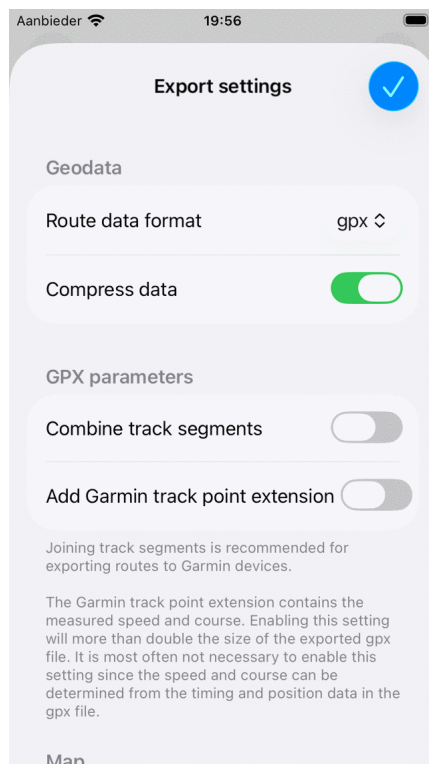 Aanbieder 19:56
Export settings
Geodata
Route data format gpx
Compress data
GPX parameters
Combine track segments
Add Garmin track point extension
Joining track segments is recommended for
exporting routes to Garmin devices.
The Garmin track point extension contains the
measured speed and course. Enabling this setting
will more than double the size of the exported gpx
file. It is most often not necessary to enable this
setting since the speed and course can be
determined from the timing and position data in the
gpx file.
Map